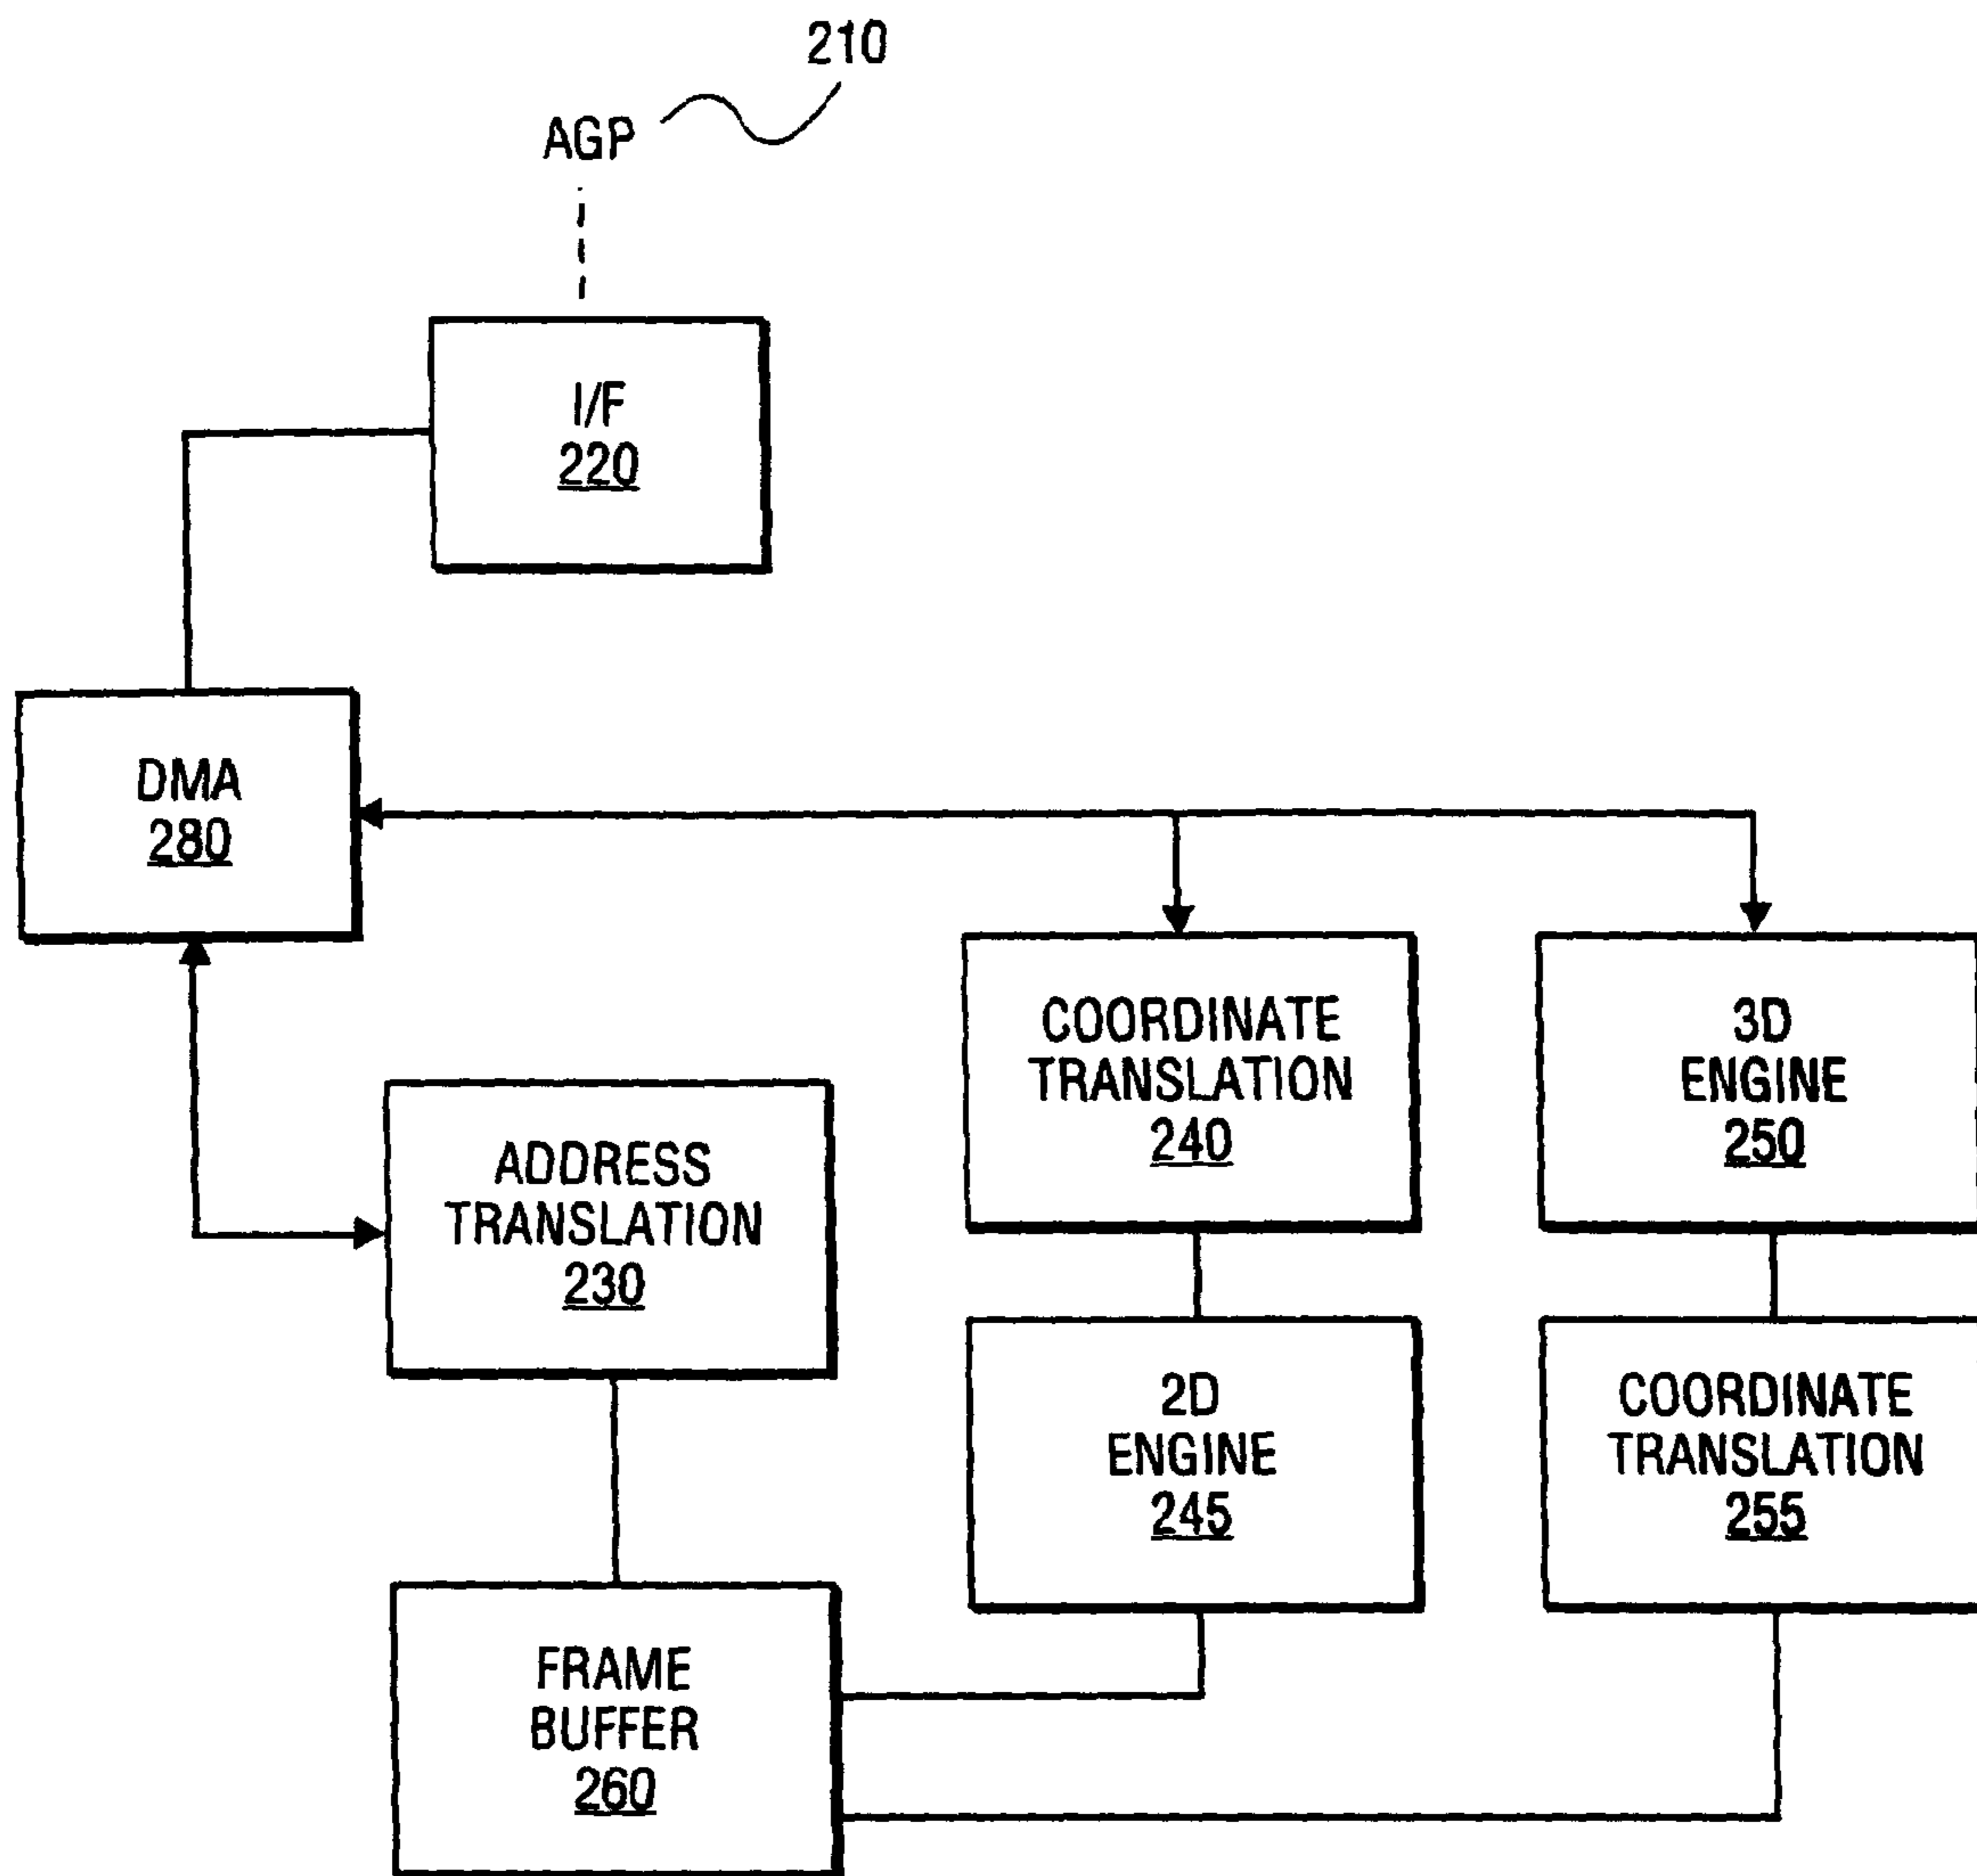 210
AGP
I/F
220
DMA
280
COORDINATE
TRANSLATION
240
3D
ENGINE
250
ADDRESS
TRANSLATION
230
2D
ENGINE
245
COORDINATE
TRANSLATION
255
FRAME
BUFFER
260